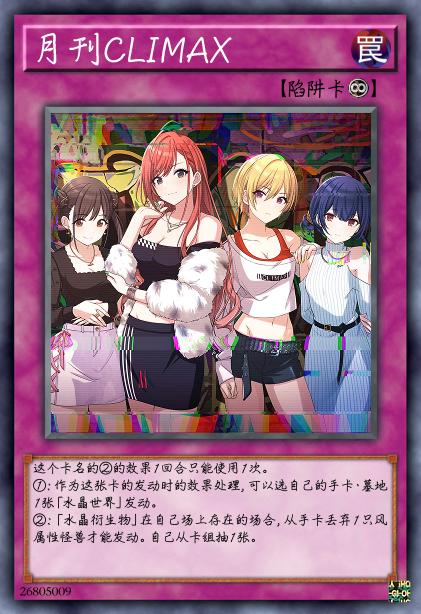 月刊CLIMAX
罠
【陷阱卡】
这个卡名的②的效果1回合只能使用1次。
①：作为这张卡的发动时的效果处理，可以选自己的手卡·墓地
1张「水晶世界」发动。
②：「水晶衍生物」在自己场上存在的场合，从手卡丢弃1只风
属性怪兽才能发动。自己从卡组抽1张。
26805009